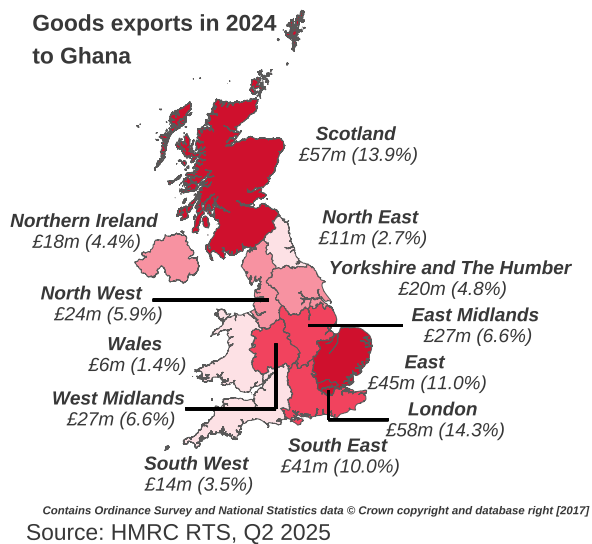 Goods exports in 2024
to Ghana
Scotland
£57m (13.9%)
Northern Ireland
£18m (4.4%)
North East
£11m (2.7%)
Yorkshire and The Humber
£20m (4.8%)
North West
£24m (5.9%)
East Midlands
£27m (6.6%)
Wales
£6m (1.4%)
East
£45m (11.0%)
West Midlands
£27m (6.6%)
London
£58m (14.3%)
South East
£41m (10.0%)
South West
£14m (3.5%)
Contains Ordinance Survey and National Statistics data © Crown copyright and database right [2017]
Source: HMRC RTS, Q2 2025